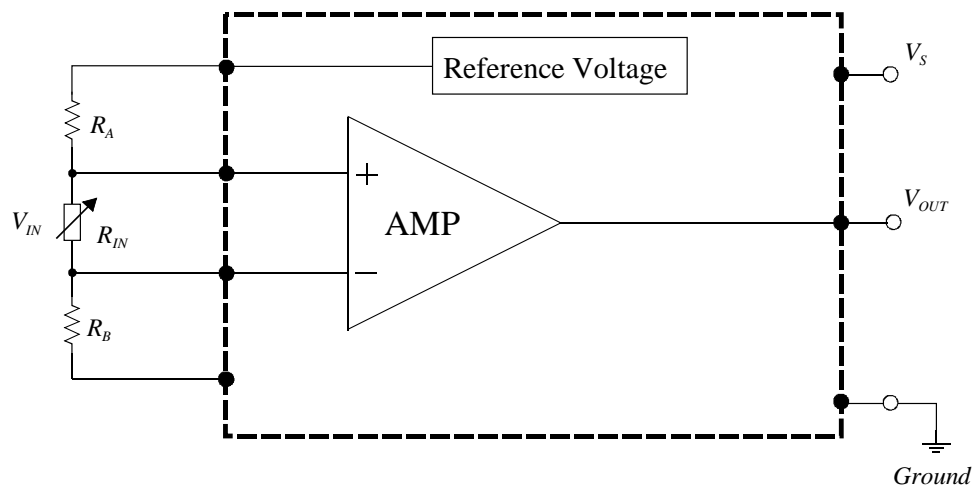 Reference Voltage
V_S
R_A
+
V_IN
R_IN
AMP
V_OUT
−
R_B
Ground